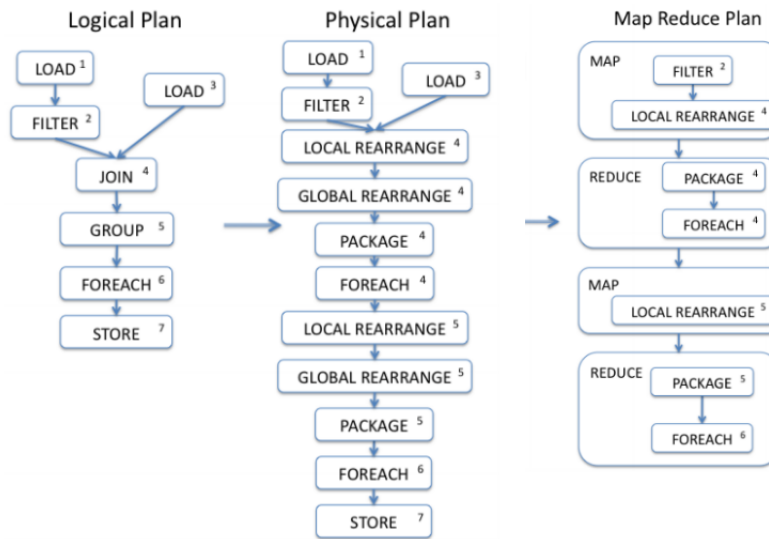 Logical Plan
LOAD 1
LOAD 3
FILTER 2
JOIN 4
GROUP 5
FOREACH 6
STORE 7
Physical Plan
LOAD 1
LOAD 3
FILTER 2
LOCAL REARRANGE 4
GLOBAL REARRANGE 4
PACKAGE 4
FOREACH 4
LOCAL REARRANGE 5
GLOBAL REARRANGE 5
PACKAGE 5
FOREACH 6
STORE 7
Map Reduce Plan
MAP
FILTER 2
LOCAL REARRANGE 4
REDUCE
PACKAGE 4
FOREACH 4
MAP
LOCAL REARRANGE 5
REDUCE
PACKAGE 5
FOREACH 6